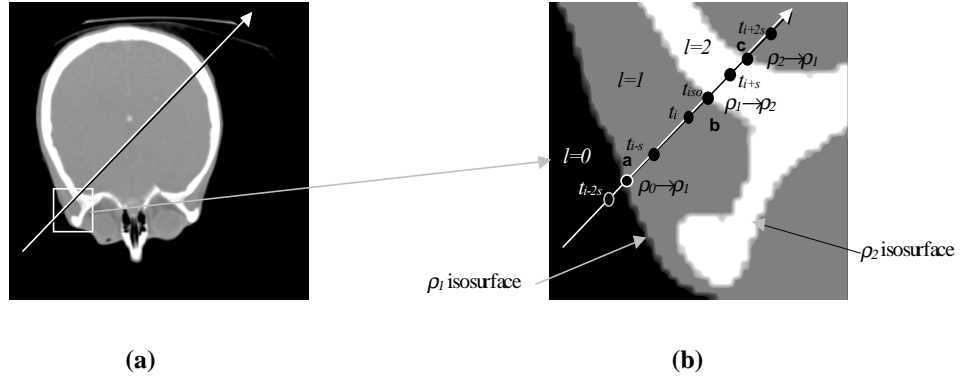 t_{i+2s}
l=2
c
ρ₂→ρ₁
l=1
t_{iso}
t_{i+s}
ρ₁→ρ₂
t_i
b
t_{i-s}
l=0
a
ρ₀→ρ₁
t_{i-2s}
ρ₂ isosurface
ρ₁ isosurface
(a)
(b)